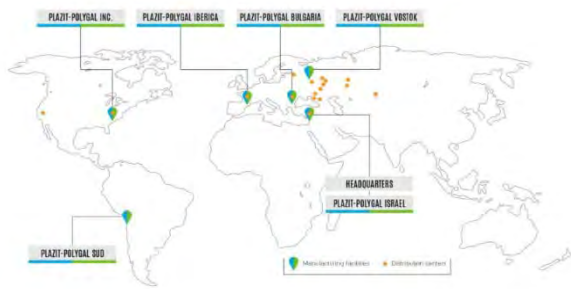 PLAZIT-POLYGAL INC.
PLAZIT-POLYGAL IBERICA
PLAZIT-POLYGAL BULGARIA
PLAZIT-POLYGAL VOSTOK
HEADQUARTERS
PLAZIT-POLYGAL ISRAEL
PLAZIT-POLYGAL SUD
Manufacturing facilities
Distribution centers